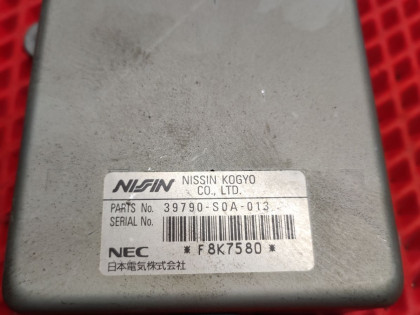 NISSIN NISSIN KOGYO
CO., LTD.
PARTS No. 39790-S0A-013
SERIAL No.
NEC * F8K7580 *
日本電気株式会社